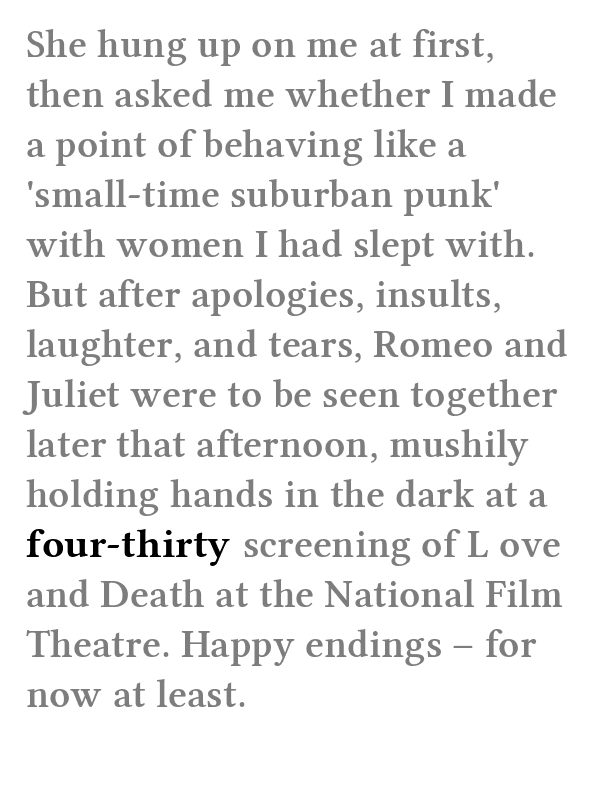 She hung up on me at first,
then asked me whether I made
a point of behaving like a
'small-time suburban punk'
with women I had slept with.
But after apologies, insults,
laughter, and tears, Romeo and
Juliet were to be seen together
later that afternoon, mushily
holding hands in the dark at a
four-thirty screening of L ove
and Death at the National Film
Theatre. Happy endings – for
now at least.